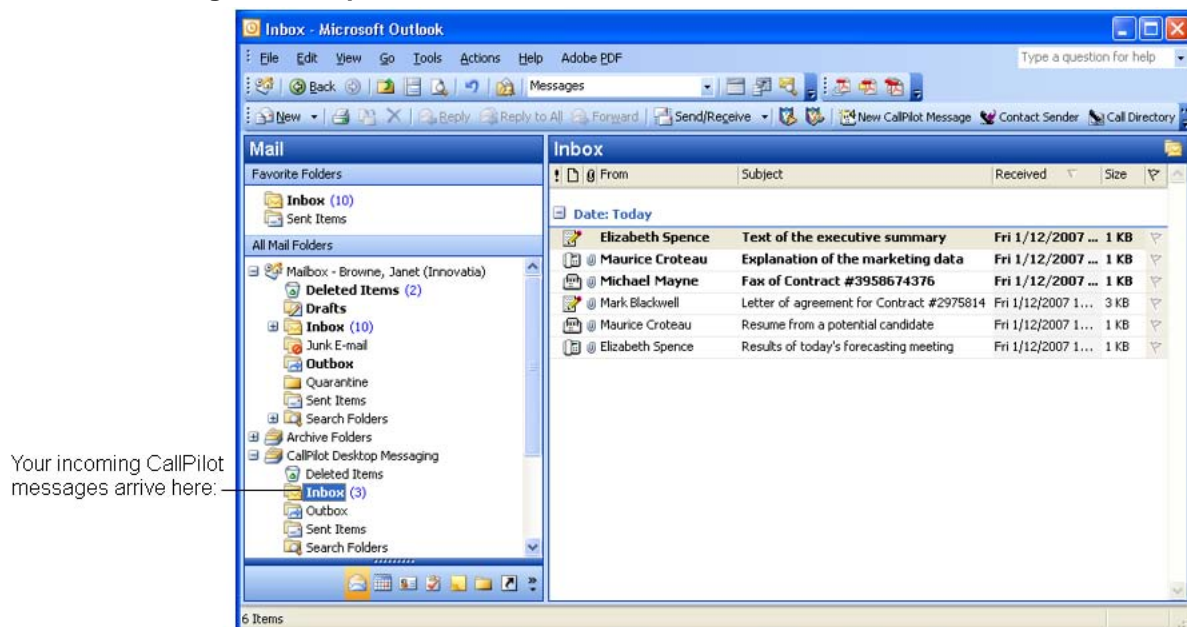 Inbox - Microsoft Outlook
File Edit View Go Tools Actions Help Adobe PDF Type a question for help
Back Messages
New Reply Reply to All Forward Send/Receive New CallPilot Message Contact Sender Call Directory
Mail
Favorite Folders
Inbox (10)
Sent Items
All Mail Folders
Mailbox - Browne, Janet (Innovatia)
Deleted Items (2)
Drafts
Inbox (10)
Junk E-mail
Outbox
Quarantine
Sent Items
Search Folders
Archive Folders
CallPilot Desktop Messaging
Deleted Items
Inbox (3)
Outbox
Sent Items
Search Folders
Your incoming CallPilot
messages arrive here:
Inbox
From Subject Received Size
Date: Today
Elizabeth Spence Text of the executive summary Fri 1/12/2007 ... 1 KB
Maurice Croteau Explanation of the marketing data Fri 1/12/2007 ... 1 KB
Michael Mayne Fax of Contract #3958674376 Fri 1/12/2007 ... 1 KB
Mark Blackwell Letter of agreement for Contract #2975814 Fri 1/12/2007 1... 3 KB
Maurice Croteau Resume from a potential candidate Fri 1/12/2007 1... 1 KB
Elizabeth Spence Results of today's forecasting meeting Fri 1/12/2007 1... 1 KB
6 Items